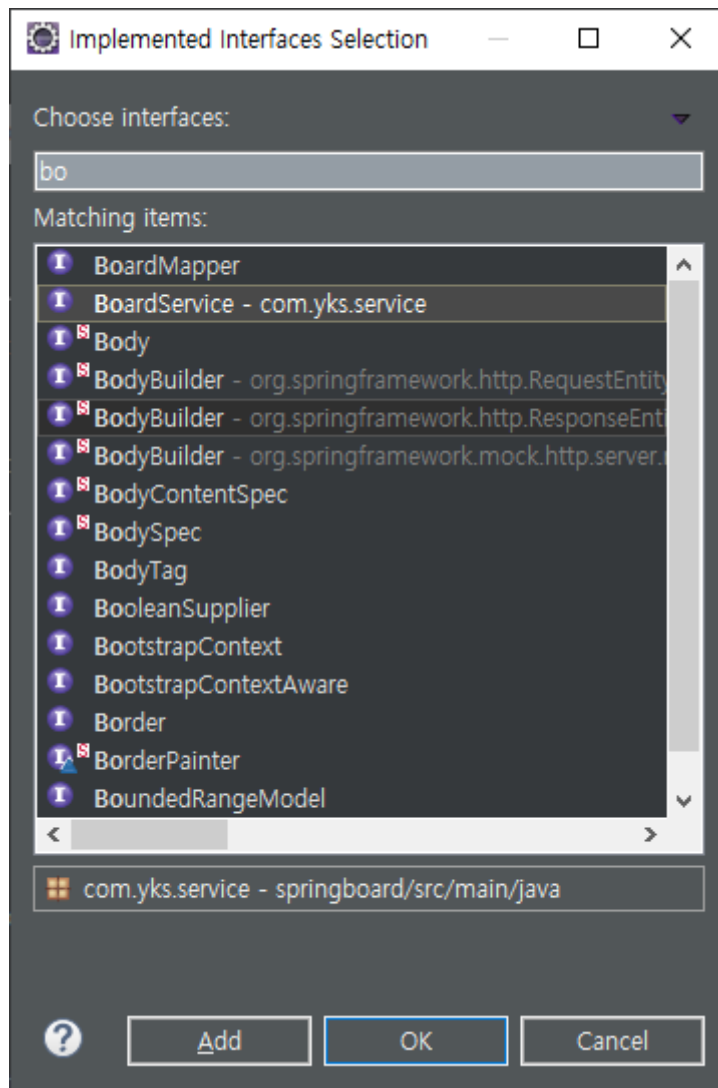 Implemented Interfaces Selection
Choose interfaces:
bo
Matching items:
BoardMapper
BoardService - com.yks.service
Body
BodyBuilder - org.springframework.http.RequestEntity
BodyBuilder - org.springframework.http.ResponseEnti
BodyBuilder - org.springframework.mock.http.server.
BodyContentSpec
BodySpec
BodyTag
BooleanSupplier
BootstrapContext
BootstrapContextAware
Border
BorderPainter
BoundedRangeModel
com.yks.service - springboard/src/main/java
Add OK Cancel